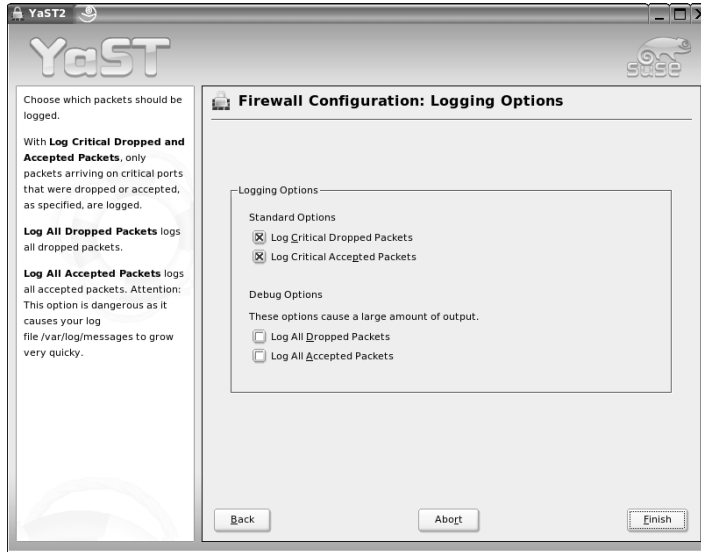 YaST2
YaST
SUSE
Choose which packets should be
logged.
With Log Critical Dropped and
Accepted Packets, only
packets arriving on critical ports
that were dropped or accepted,
as specified, are logged.
Log All Dropped Packets logs
all dropped packets.
Log All Accepted Packets logs
all accepted packets. Attention:
This option is dangerous as it
causes your log
file /var/log/messages to grow
very quicky.
Firewall Configuration: Logging Options
Logging Options
Standard Options
Log Critical Dropped Packets
Log Critical Accepted Packets
Debug Options
These options cause a large amount of output.
Log All Dropped Packets
Log All Accepted Packets
Back
Abort
Finish